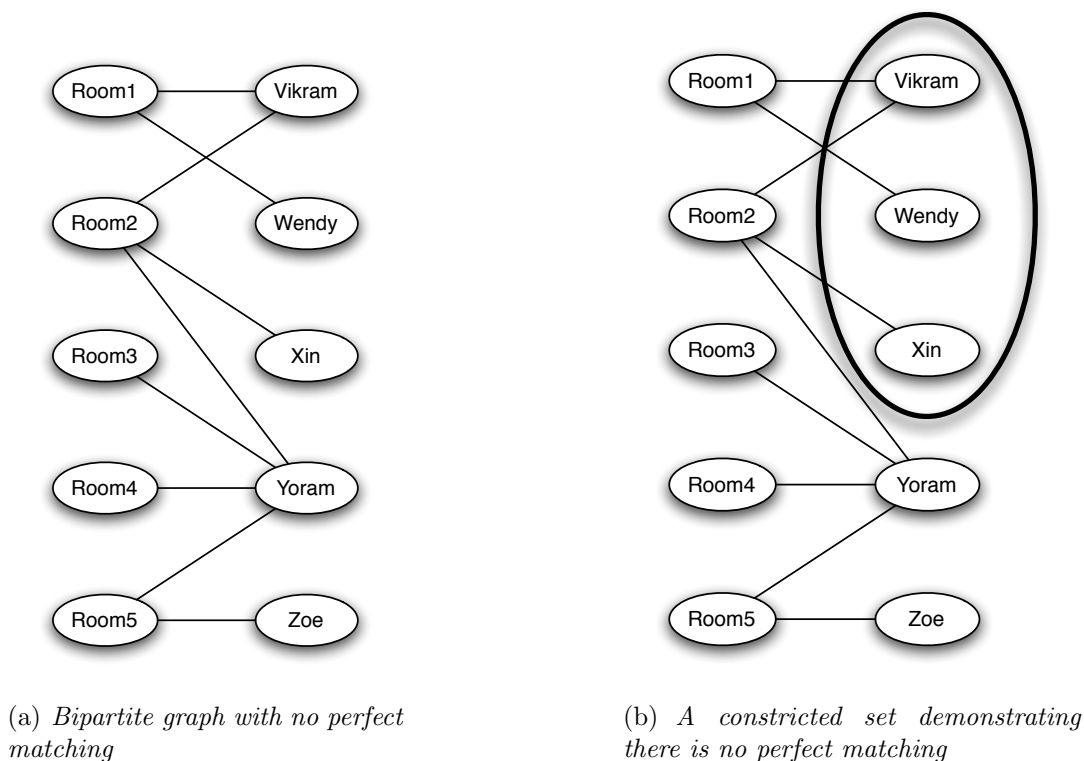 Room1
Vikram
Room2
Wendy
Room3
Xin
Room4
Yoram
Room5
Zoe
(a) Bipartite graph with no perfect
matching
Room1
Vikram
Room2
Wendy
Room3
Xin
Room4
Yoram
Room5
Zoe
(b) A constricted set demonstrating
there is no perfect matching